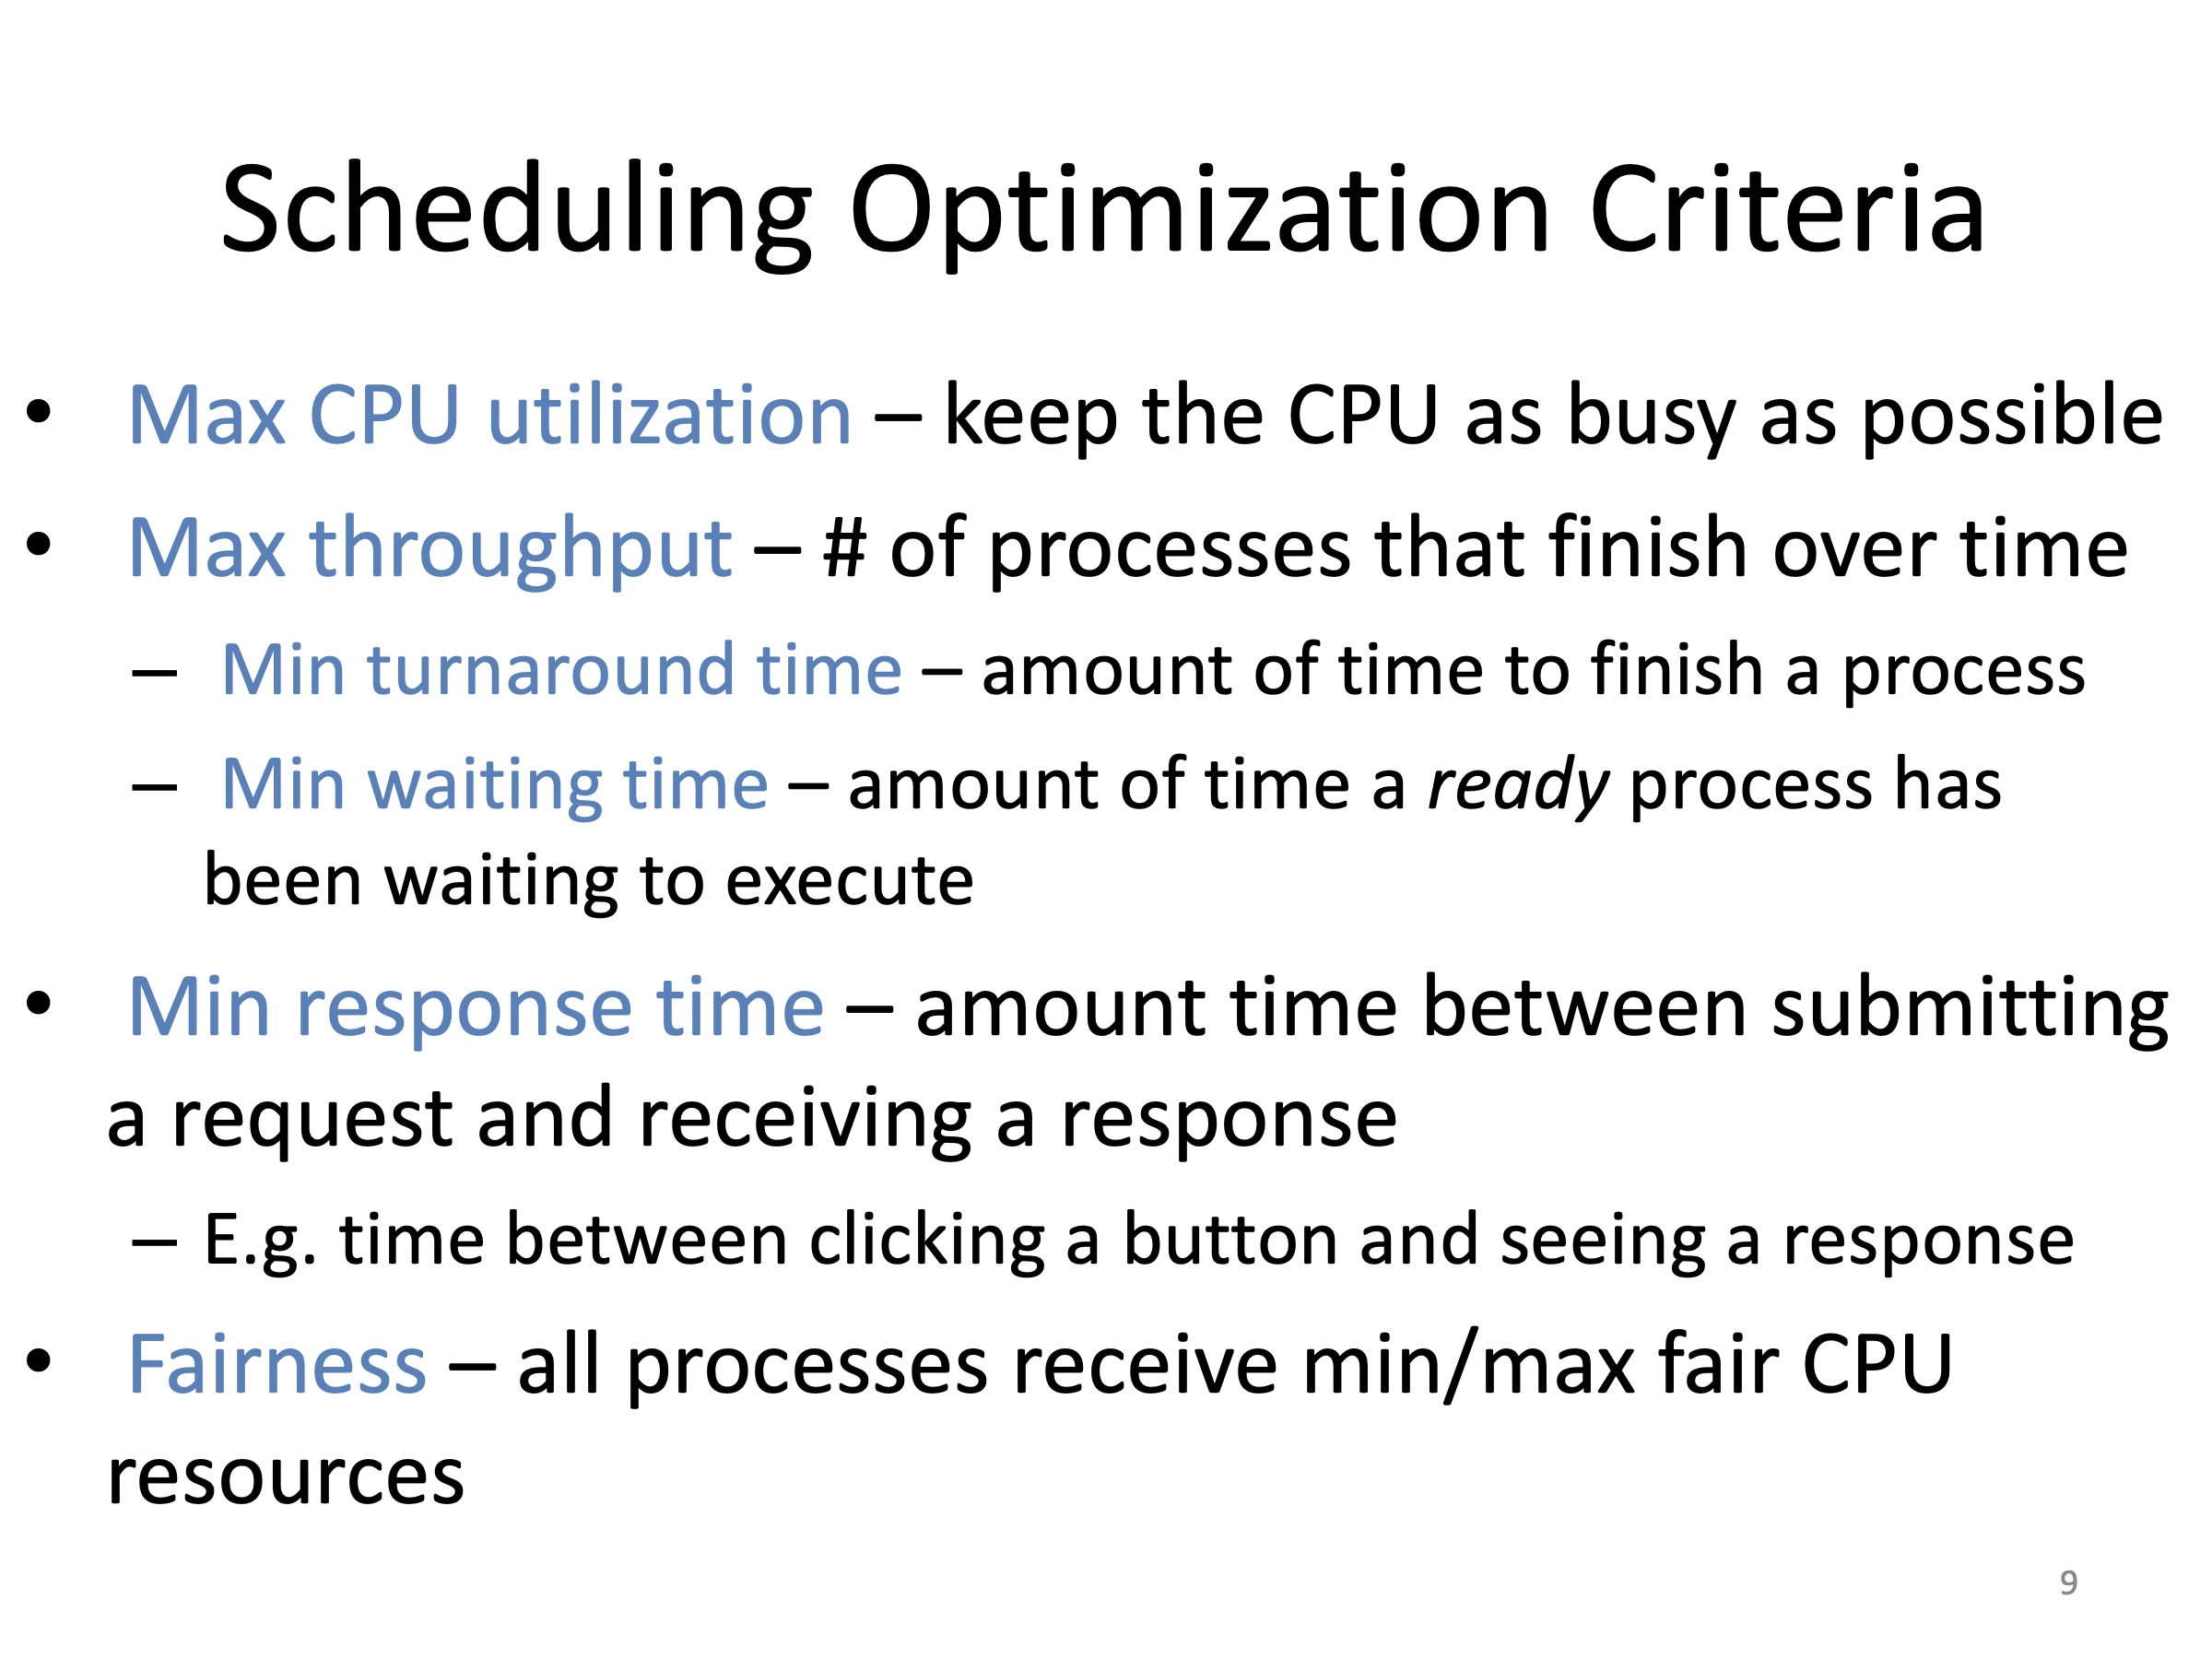 Scheduling Optimization Criteria
• Max CPU utilization – keep the CPU as busy as possible
• Max throughput – # of processes that finish over time
– Min turnaround time – amount of time to finish a process
– Min waiting time – amount of time a ready process has
been waiting to execute
• Min response time – amount time between submitting
a request and receiving a response
– E.g. time between clicking a button and seeing a response
• Fairness – all processes receive min/max fair CPU
resources
9